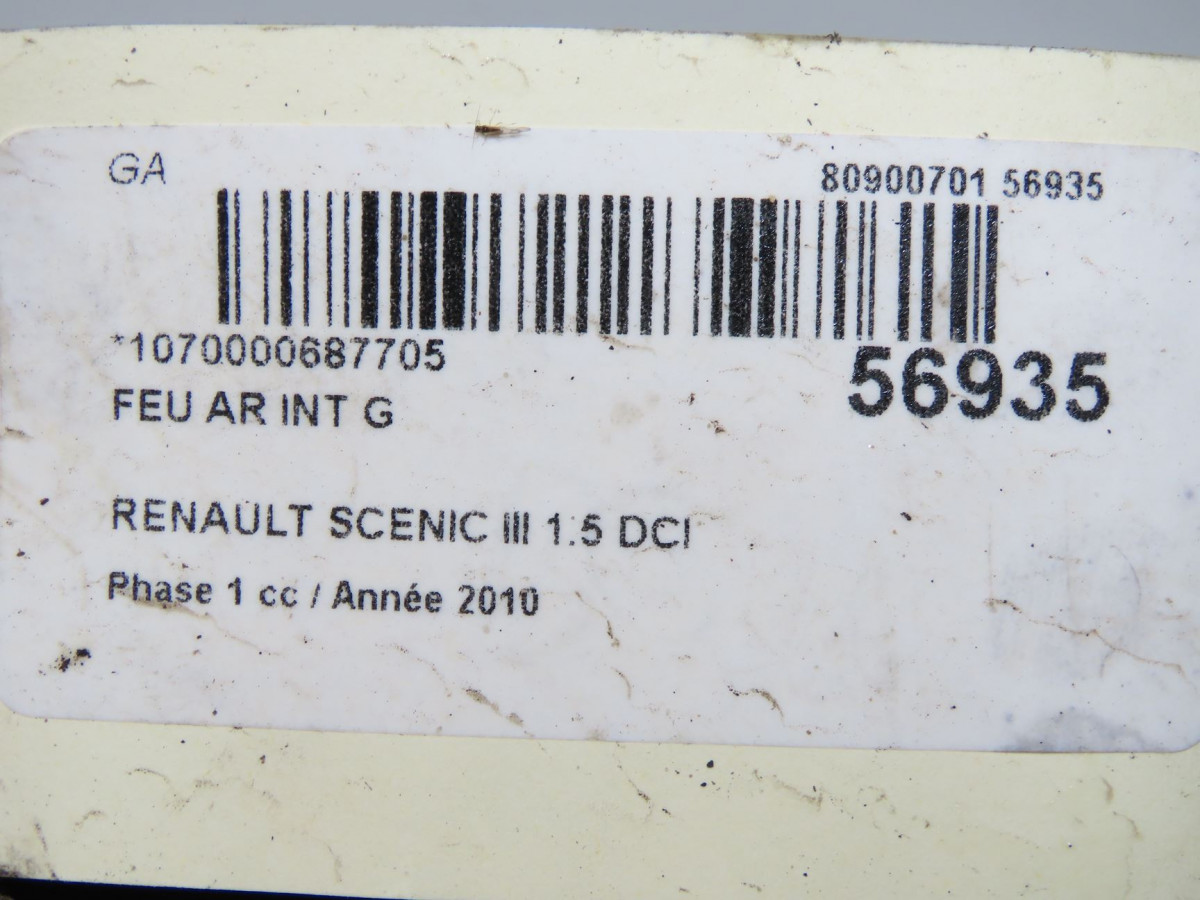 GA
80900701 56935
*1070000687705
56935
FEU AR INT G
RENAULT SCENIC III 1.5 DCI
Phase 1 cc / Année 2010